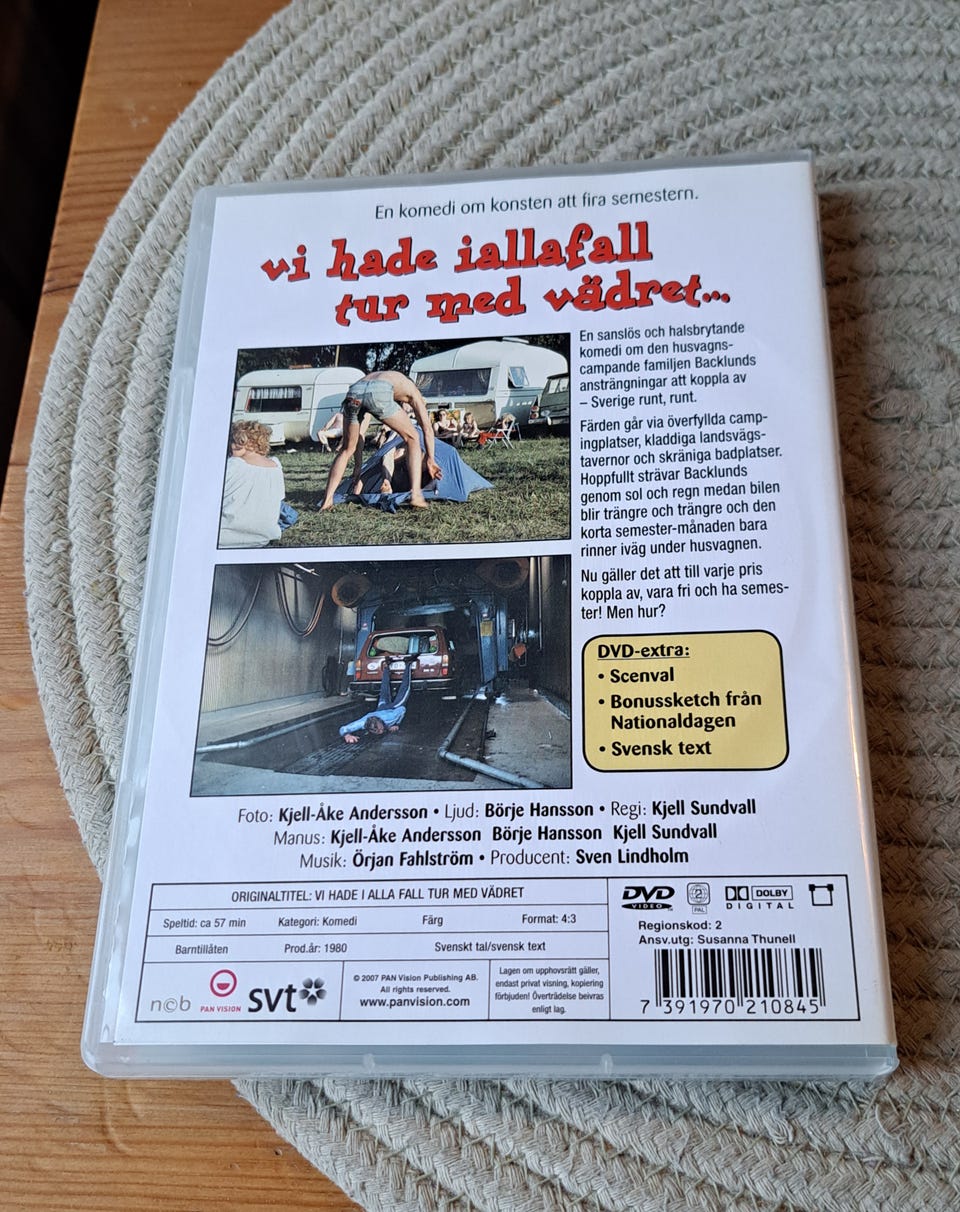 En komedi om konsten att fira semestern.
vi hade iallafall
tur med vädret...
En sanslös och halsbrytande
komedi om den husvagns-
campande familjen Backlunds
ansträngningar att koppla av
– Sverige runt, runt.
Färden går via överfyllda camp-
ingplatser, kladdiga landsvägs-
tavernor och skräniga badplatser.
Hoppfullt strävar Backlunds
genom sol och regn medan bilen
blir trängre och trängre och den
korta semester-månaden bara
rinner iväg under husvagnen.
Nu gäller det att till varje pris
koppla av, vara fri och ha semes-
ter! Men hur?
DVD-extra:
• Scenval
• Bonussketch från
Nationaldagen
• Svensk text
Foto: Kjell-Åke Andersson • Ljud: Börje Hansson • Regi: Kjell Sundvall
Manus: Kjell-Åke Andersson Börje Hansson Kjell Sundvall
Musik: Örjan Fahlström • Producent: Sven Lindholm
ORIGINALTITEL: VI HADE I ALLA FALL TUR MED VÄDRET
Speltid: ca 57 min Kategori: Komedi Färg Format: 4:3
Barntillåten Prod.år: 1980 Svenskt tal/svensk text
ncb PAN VISION svt
© 2007 PAN Vision Publishing AB.
All rights reserved.
www.panvision.com
Lagen om upphovsrätt gäller,
endast privat visning, kopiering
förbjuden! Överträdelse beivras
enligt lag.
DVD VIDEO™ 2 PAL DOLBY DIGITAL
Regionskod: 2
Ansv.utg: Susanna Thunell
7 391970 210845